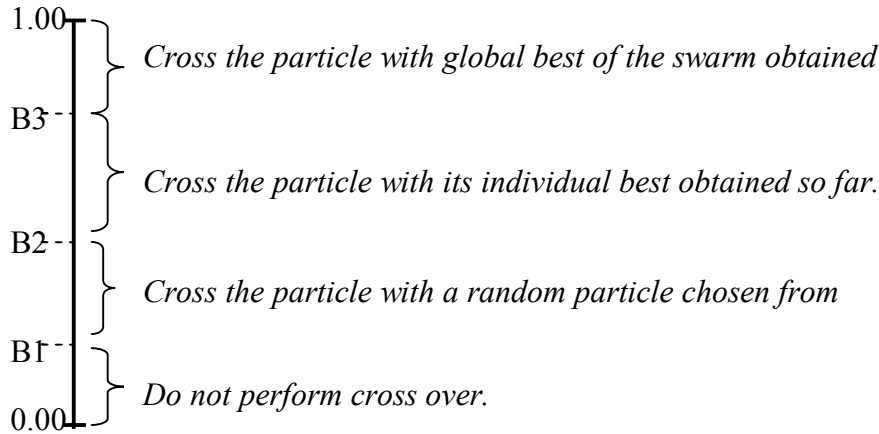 1.00
Cross the particle with global best of the swarm obtained
B3
Cross the particle with its individual best obtained so far.
B2
Cross the particle with a random particle chosen from
B1
Do not perform cross over.
0.00